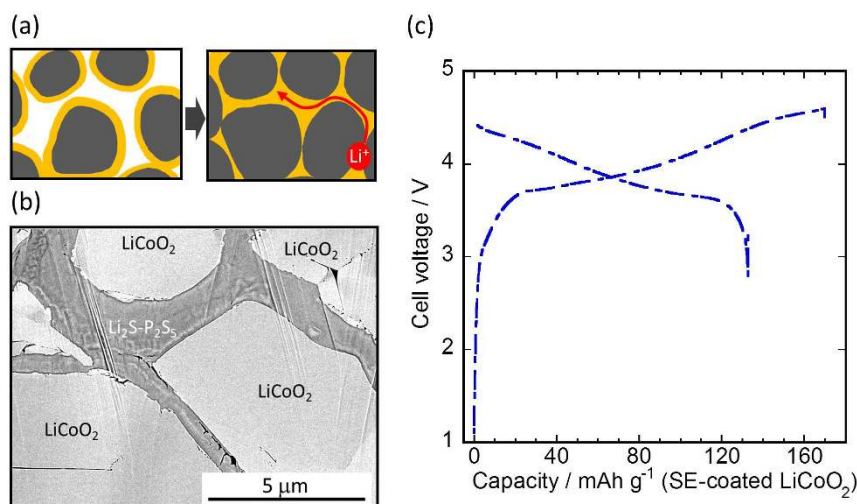 (a)
Li⁺
(b)
LiCoO₂
LiCoO₂
Li₂S-P₂S₅
LiCoO₂
LiCoO₂
5 μm
(c)
5
4
3
2
1
Cell voltage / V
0 40 80 120 160
Capacity / mAh g⁻¹ (SE-coated LiCoO₂)